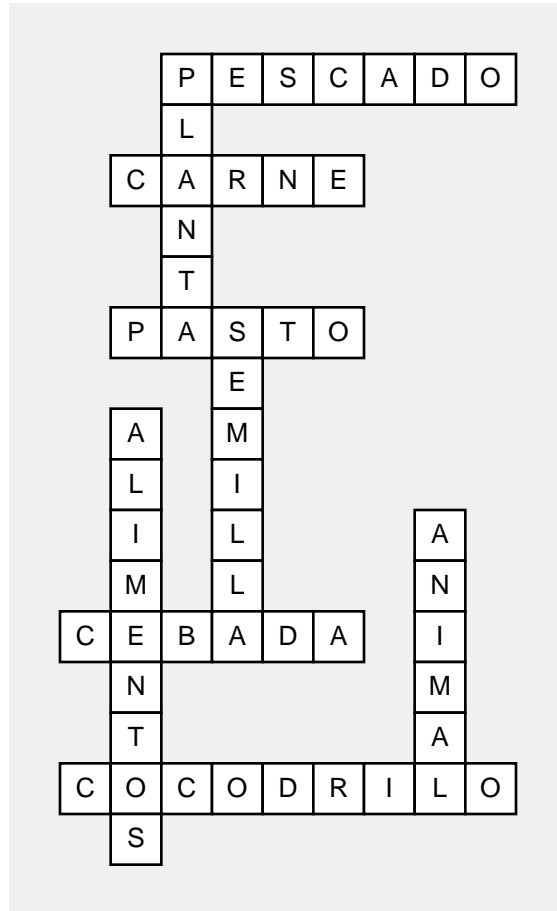 PESCADO
PLANTA
CARNE
PASTO
SEMILLA
ALIMENTOS
ANIMAL
CEBADA
COCODRILO